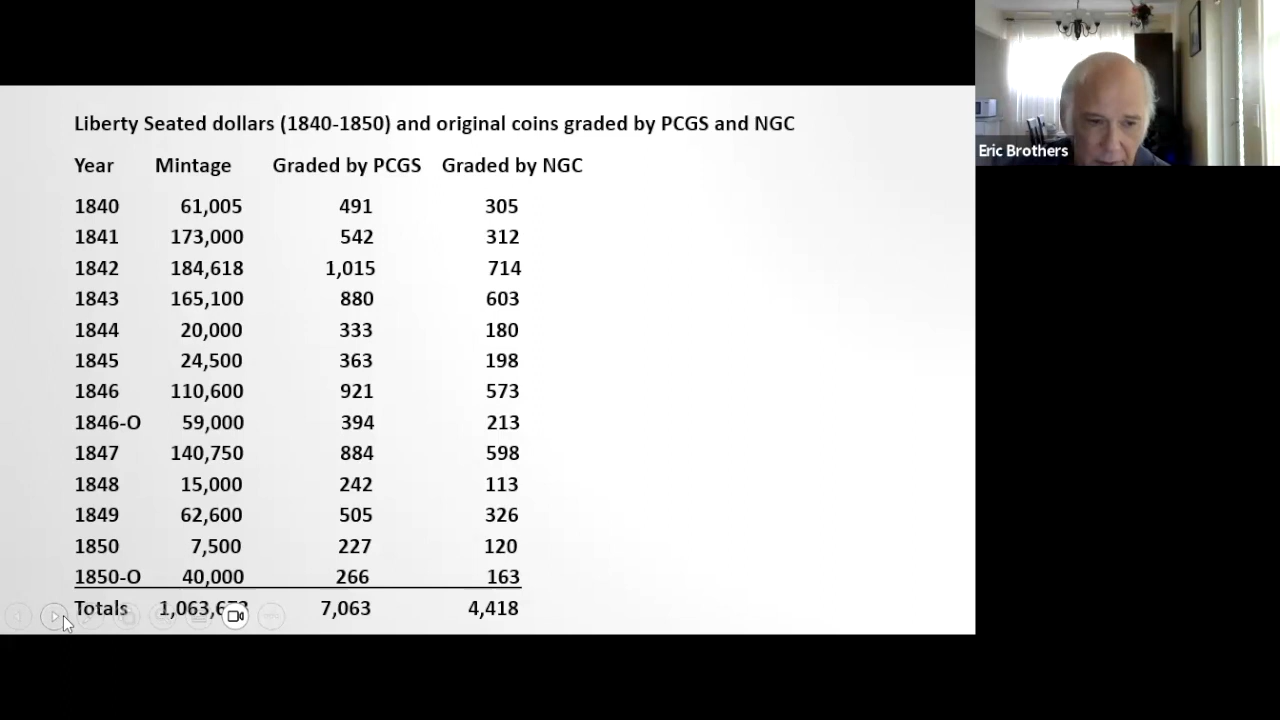 Liberty Seated dollars (1840-1850) and original coins graded by PCGS and NGC
Year Mintage Graded by PCGS Graded by NGC
1840 61,005 491 305
1841 173,000 542 312
1842 184,618 1,015 714
1843 165,100 880 603
1844 20,000 333 180
1845 24,500 363 198
1846 110,600 921 573
1846-O 59,000 394 213
1847 140,750 884 598
1848 15,000 242 113
1849 62,600 505 326
1850 7,500 227 120
1850-O 40,000 266 163
Totals 7,063 4,418
Eric Brothers